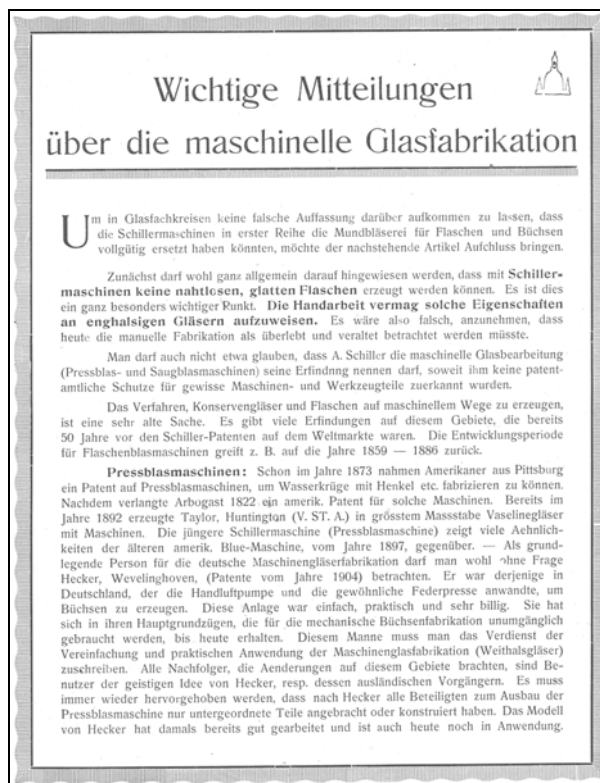 Wichtige Mitteilungen
über die maschinelle Glasfabrikation
Um in Glasfachkreisen keine falsche Auffassung darüber aufkommen zu lassen, dass
die Schillermaschinen in erster Reihe die Mundbläserei für Flaschen und Büchsen
vollgütig ersetzt haben könnten, möchte der nachstehende Artikel Aufchluss bringen.
Zunächst darf wohl ganz allgemein darauf hingewiesen werden, dass mit Schiller-
maschinen keine nahtlosen, glatten Flaschen erzeugt werden können. Es ist dies
ein ganz besonders wichtiger Punkt. Die Handarbeit vermag solche Eigenschaften
an enghalsigen Gläsern aufzuweisen. Es wäre also falsch, anzunehmen, dass
heute die manuelle Fabrikation als überlebt und veraltet betrachtet werden müsste.
Man darf auch nicht etwa glauben, dass A. Schiller die maschinelle Glasbearbeitung
(Pressblas- und Saugblasmaschinen) seine Erfindnng nennen darf, soweit ihm keine patent-
amtliche Schutze für gewisse Maschinen- und Werkzeugteile zuerkannt wurden.
Das Verfahren, Konservengläser und Flaschen auf maschinellem Wege zu erzeugen,
ist eine sehr alte Sache. Es gibt viele Erfindungen auf diesem Gebiete, die bereits
50 Jahre vor den Schiller-Patenten auf dem Weltmarkte waren. Die Entwicklungsperiode
für Flaschenblasmaschinen greift z. B. auf die Jahre 1859 — 1886 zurück.
Pressblasmaschinen: Schon im Jahre 1873 nahmen Amerikaner aus Pittsburg
ein Patent auf Pressblasmaschinen, um Wasserkrüge mit Henkel etc. fabrizieren zu können.
Nachdem verlangte Arbogast 1822 ein amerik. Patent für solche Maschinen. Bereits im
Jahre 1892 erzeugte Taylor, Huntington (V. ST. A.) in grösstem Massstabe Vaselinegläser
mit Maschinen. Die jüngere Schillermaschine (Pressblasmaschine) zeigt viele Aehnlich-
keiten der älteren amerik. Blue-Maschine, vom Jahre 1897, gegenüber. — Als grund-
legende Person für die deutsche Maschinengläserfabrikation darf man wohl ohne Frage
Hecker, Wevelinghoven, (Patente vom Jahre 1904) betrachten. Er war derjenige in
Deutschland, der die Handluftpumpe und die gewöhnliche Federpresse anwandte, um
Büchsen zu erzeugen. Diese Anlage war einfach, praktisch und sehr billig. Sie hat
sich in ihren Hauptgrundzügen, die für die mechanische Büchsenfabrikation unumgänglich
gebraucht werden, bis heute erhalten. Diesem Manne muss man das Verdienst der
Vereinfachung und praktischen Anwendung der Maschinenglasfabrikation (Weithalsgläser)
zuschreiben. Alle Nachfolger, die Aenderungen auf diesem Gebiete brachten, sind Be-
nutzer der geistigen Idee von Hecker, resp. dessen ausländischen Vorgängern. Es muss
immer wieder hervorgehoben werden, dass nach Hecker alle Beteiligten zum Ausbau der
Pressblasmaschine nur untergeordnete Teile angebracht oder konstruiert haben. Das Modell
von Hecker hat damals bereits gut gearbeitet und ist auch heute noch in Anwendung.